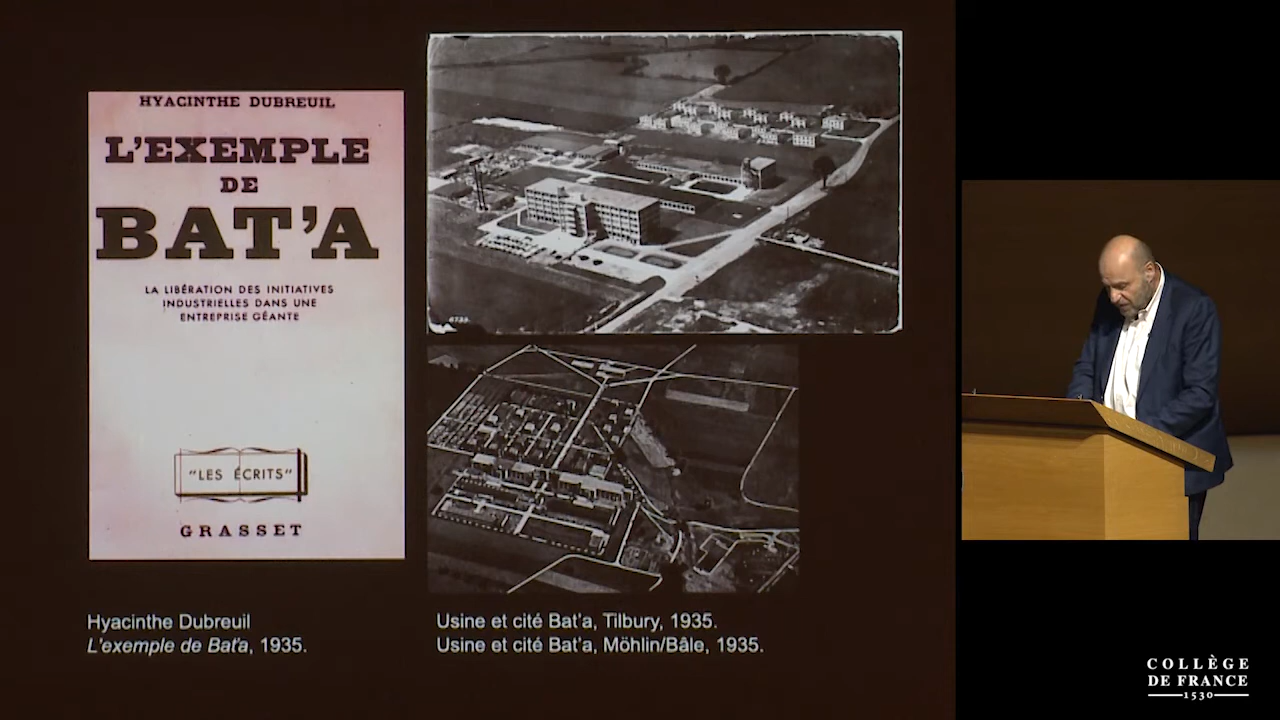 HYACINTHE DUBREUIL
L'EXEMPLE
DE
BAT'A
LA LIBÉRATION DES INITIATIVES
INDUSTRIELLES DANS UNE
ENTREPRISE GÉANTE
"LES ÉCRITS"
GRASSET
6733.
Hyacinthe Dubreuil
L'exemple de Bat'a, 1935.
Usine et cité Bat'a, Tilbury, 1935.
Usine et cité Bat'a, Möhlin/Bâle, 1935.
COLLÈGE
DE FRANCE
1530